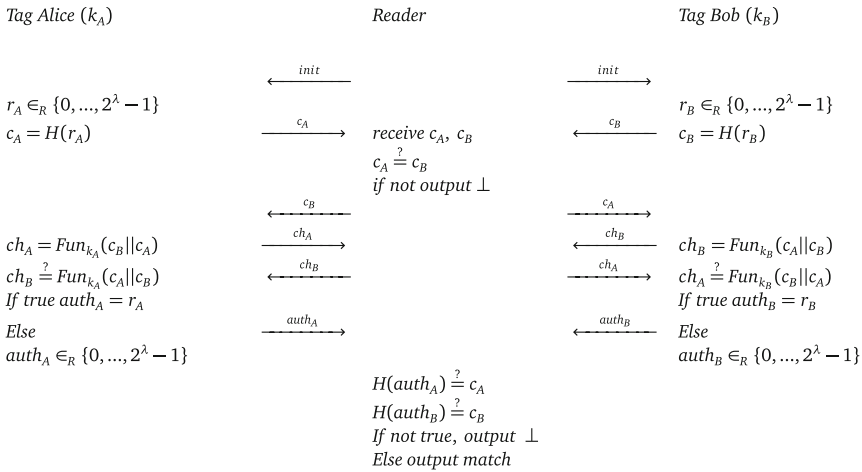 Tag Alice (k_A) Reader Tag Bob (k_B)
init init
r_A ∈_R {0, ..., 2^λ − 1} r_B ∈_R {0, ..., 2^λ − 1}
c_A = H(r_A) c_A receive c_A, c_B c_B c_B = H(r_B)
c_A ≟ c_B
if not output ⊥
c_B c_A
ch_A = Fun_{k_A}(c_B||c_A) ch_A ch_B ch_B = Fun_{k_B}(c_A||c_B)
ch_B ≟ Fun_{k_A}(c_A||c_B) ch_B ch_A ch_A ≟ Fun_{k_B}(c_B||c_A)
If true auth_A = r_A If true auth_B = r_B
Else auth_A auth_B Else
auth_A ∈_R {0, ..., 2^λ − 1} auth_B ∈_R {0, ..., 2^λ − 1}
H(auth_A) ≟ c_A
H(auth_B) ≟ c_B
If not true, output ⊥
Else output match